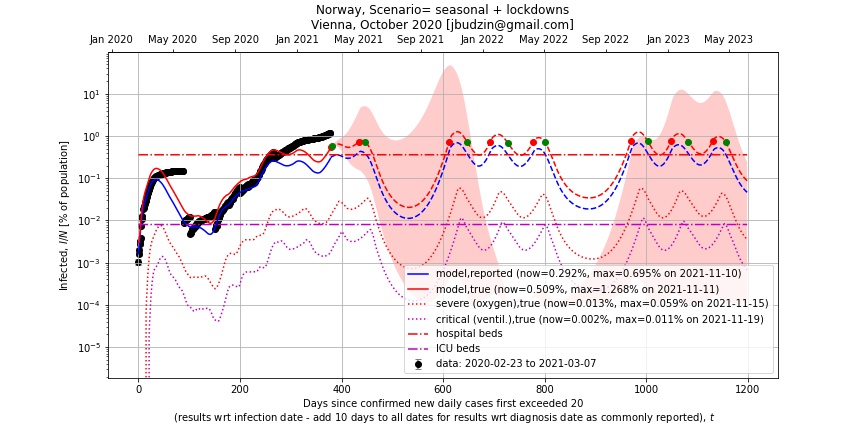 Norway, Scenario= seasonal + lockdowns
Vienna, October 2020 [jbudzin@gmail.com]
Jan 2020 May 2020 Sep 2020 Jan 2021 May 2021 Sep 2021 Jan 2022 May 2022 Sep 2022 Jan 2023 May 2023
Infected, I/N [% of population]
10¹
10⁰
10⁻¹
10⁻²
10⁻³
10⁻⁴
10⁻⁵
model,reported (now=0.292%, max=0.695% on 2021-11-10)
model,true (now=0.509%, max=1.268% on 2021-11-11)
severe (oxygen),true (now=0.013%, max=0.059% on 2021-11-15)
critical (ventil.),true (now=0.002%, max=0.011% on 2021-11-19)
hospital beds
ICU beds
data: 2020-02-23 to 2021-03-07
0 200 400 600 800 1000 1200
Days since confirmed new daily cases first exceeded 20
(results wrt infection date - add 10 days to all dates for results wrt diagnosis date as commonly reported), t